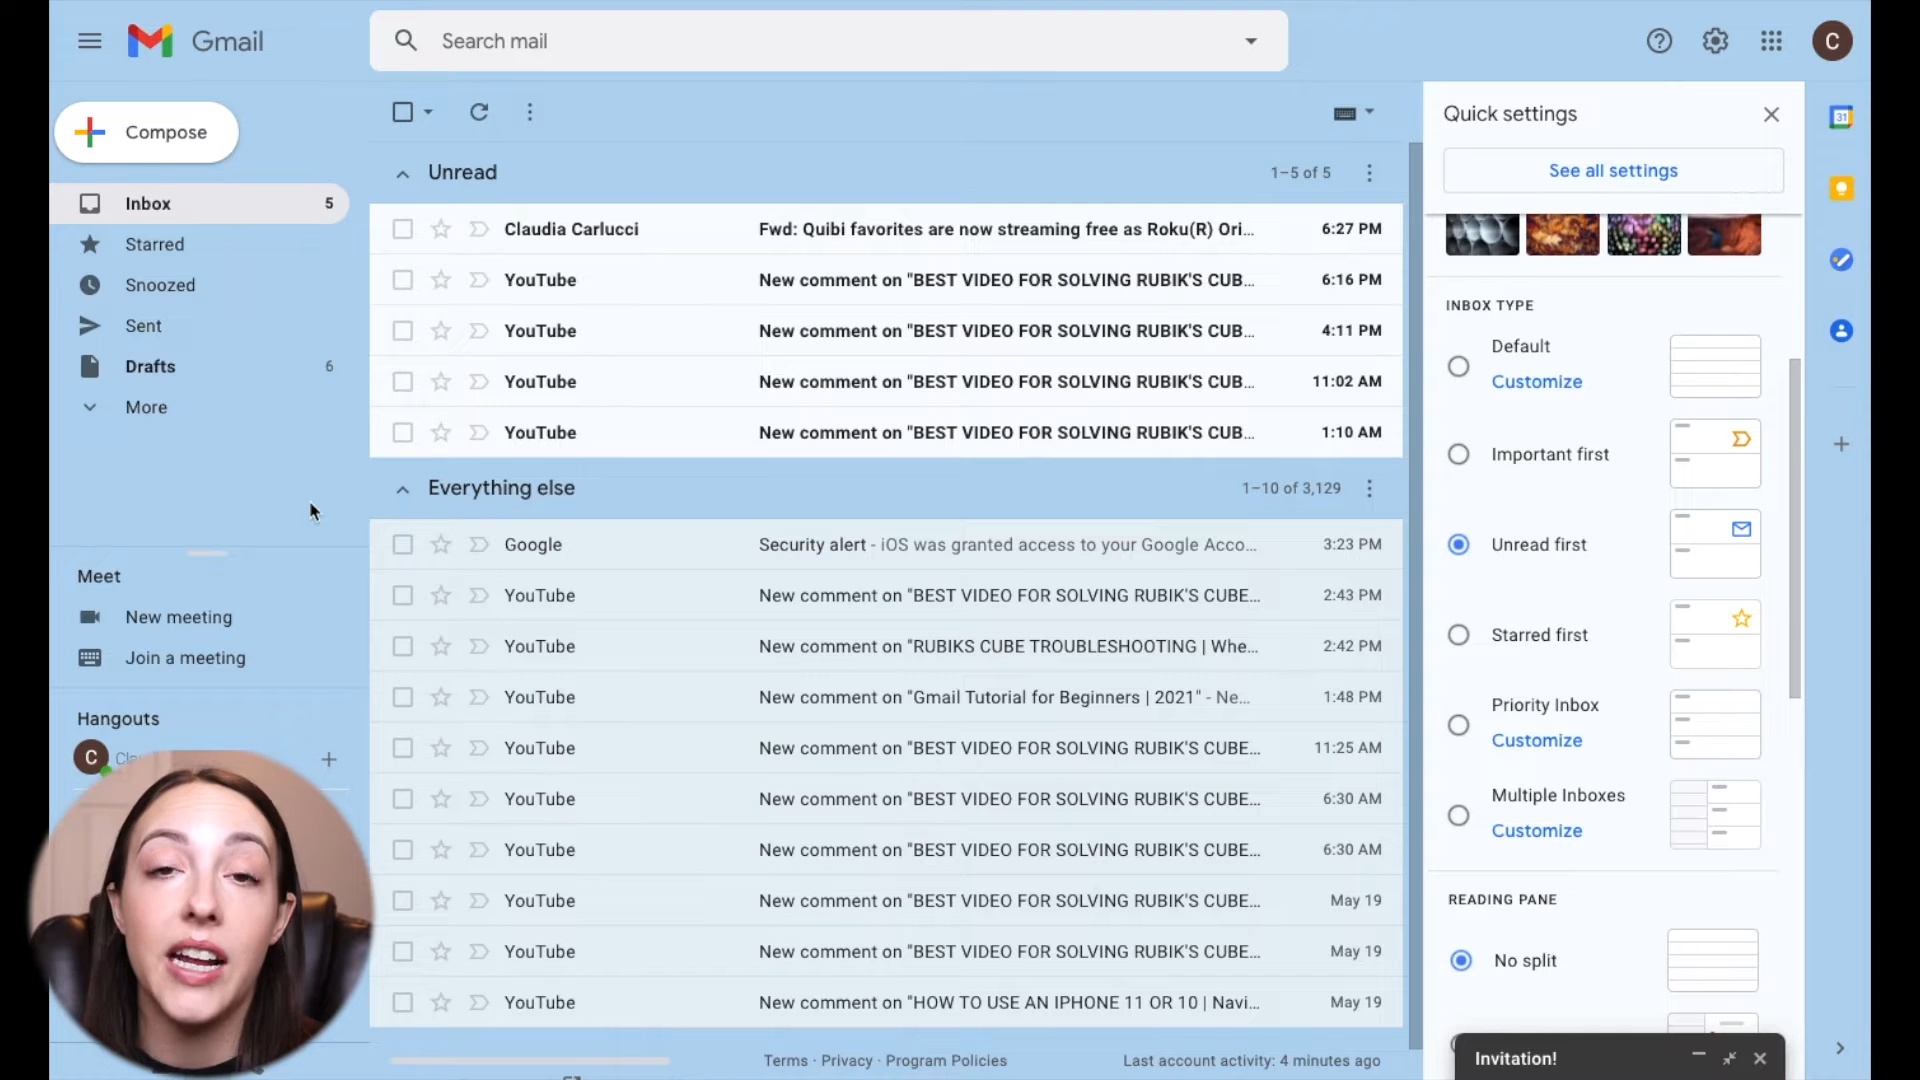 Gmail
Search mail
C
Compose
Inbox 5
Starred
Snoozed
Sent
Drafts 6
More
Meet
New meeting
Join a meeting
Hangouts
C
Unread 1–5 of 5
Claudia Carlucci Fwd: Quibi favorites are now streaming free as Roku(R) Ori... 6:27 PM
YouTube New comment on "BEST VIDEO FOR SOLVING RUBIK'S CUB... 6:16 PM
YouTube New comment on "BEST VIDEO FOR SOLVING RUBIK'S CUB... 4:11 PM
YouTube New comment on "BEST VIDEO FOR SOLVING RUBIK'S CUB... 11:02 AM
YouTube New comment on "BEST VIDEO FOR SOLVING RUBIK'S CUB... 1:10 AM
Everything else 1–10 of 3,129
Google Security alert - iOS was granted access to your Google Acco... 3:23 PM
YouTube New comment on "BEST VIDEO FOR SOLVING RUBIK'S CUBE... 2:43 PM
YouTube New comment on "RUBIKS CUBE TROUBLESHOOTING | Whe... 2:42 PM
YouTube New comment on "Gmail Tutorial for Beginners | 2021" - Ne... 1:48 PM
YouTube New comment on "BEST VIDEO FOR SOLVING RUBIK'S CUBE... 11:25 AM
YouTube New comment on "BEST VIDEO FOR SOLVING RUBIK'S CUBE... 6:30 AM
YouTube New comment on "BEST VIDEO FOR SOLVING RUBIK'S CUBE... 6:30 AM
YouTube New comment on "BEST VIDEO FOR SOLVING RUBIK'S CUBE... May 19
YouTube New comment on "BEST VIDEO FOR SOLVING RUBIK'S CUBE... May 19
YouTube New comment on "HOW TO USE AN IPHONE 11 OR 10 | Navi... May 19
Terms · Privacy · Program Policies
Last account activity: 4 minutes ago
Quick settings
See all settings
INBOX TYPE
Default
Customize
Important first
Unread first
Starred first
Priority Inbox
Customize
Multiple Inboxes
Customize
READING PANE
No split
Invitation!
31